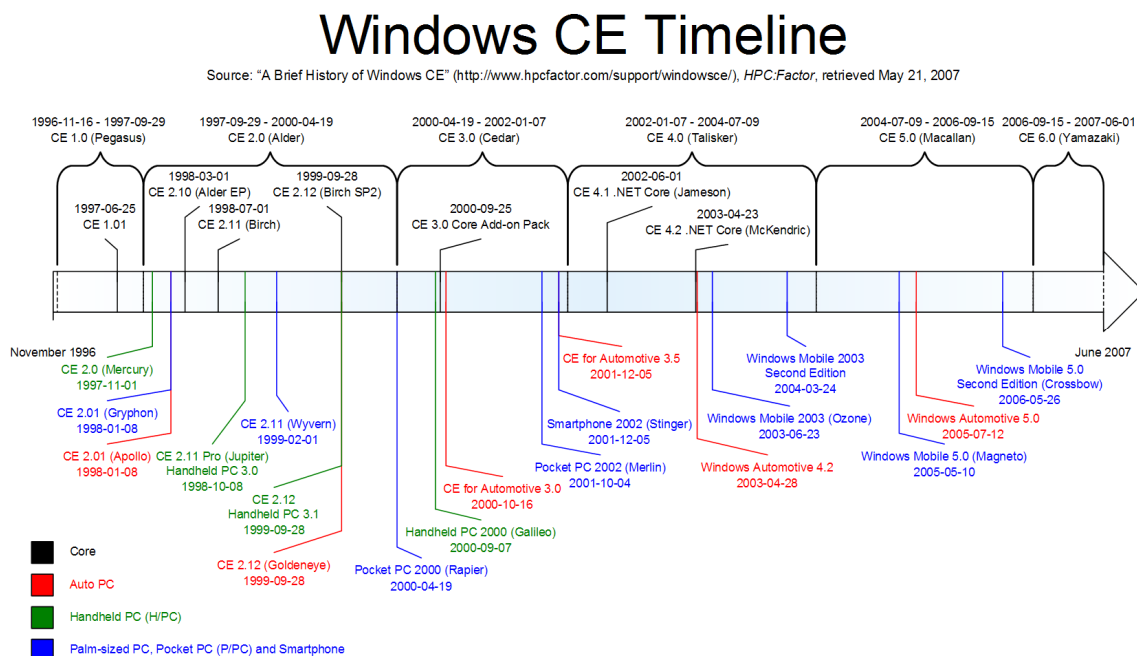 Windows CE Timeline
Source: “A Brief History of Windows CE” (http://www.hpcfactor.com/support/windowsce/), HPC:Factor, retrieved May 21, 2007
1996-11-16 - 1997-09-29
CE 1.0 (Pegasus)
1997-09-29 - 2000-04-19
CE 2.0 (Alder)
2000-04-19 - 2002-01-07
CE 3.0 (Cedar)
2002-01-07 - 2004-07-09
CE 4.0 (Talisker)
2004-07-09 - 2006-09-15
CE 5.0 (Macallan)
2006-09-15 - 2007-06-01
CE 6.0 (Yamazaki)
1997-06-25
CE 1.01
1998-03-01
CE 2.10 (Alder EP)
1998-07-01
CE 2.11 (Birch)
1999-09-28
CE 2.12 (Birch SP2)
2000-09-25
CE 3.0 Core Add-on Pack
2002-06-01
CE 4.1 .NET Core (Jameson)
2003-04-23
CE 4.2 .NET Core (McKendric)
November 1996
June 2007
CE 2.0 (Mercury)
1997-11-01
CE 2.01 (Gryphon)
1998-01-08
CE 2.01 (Apollo)
1998-01-08
CE 2.11 Pro (Jupiter)
Handheld PC 3.0
1998-10-08
CE 2.11 (Wyvern)
1999-02-01
CE 2.12
Handheld PC 3.1
1999-09-28
CE 2.12 (Goldeneye)
1999-09-28
Pocket PC 2000 (Rapier)
2000-04-19
Handheld PC 2000 (Galileo)
2000-09-07
CE for Automotive 3.0
2000-10-16
Pocket PC 2002 (Merlin)
2001-10-04
Smartphone 2002 (Stinger)
2001-12-05
CE for Automotive 3.5
2001-12-05
Windows Automotive 4.2
2003-04-28
Windows Mobile 2003 (Ozone)
2003-06-23
Windows Mobile 2003
Second Edition
2004-03-24
Windows Mobile 5.0 (Magneto)
2005-05-10
Windows Automotive 5.0
2005-07-12
Windows Mobile 5.0
Second Edition (Crossbow)
2006-05-26
Core
Auto PC
Handheld PC (H/PC)
Palm-sized PC, Pocket PC (P/PC) and Smartphone